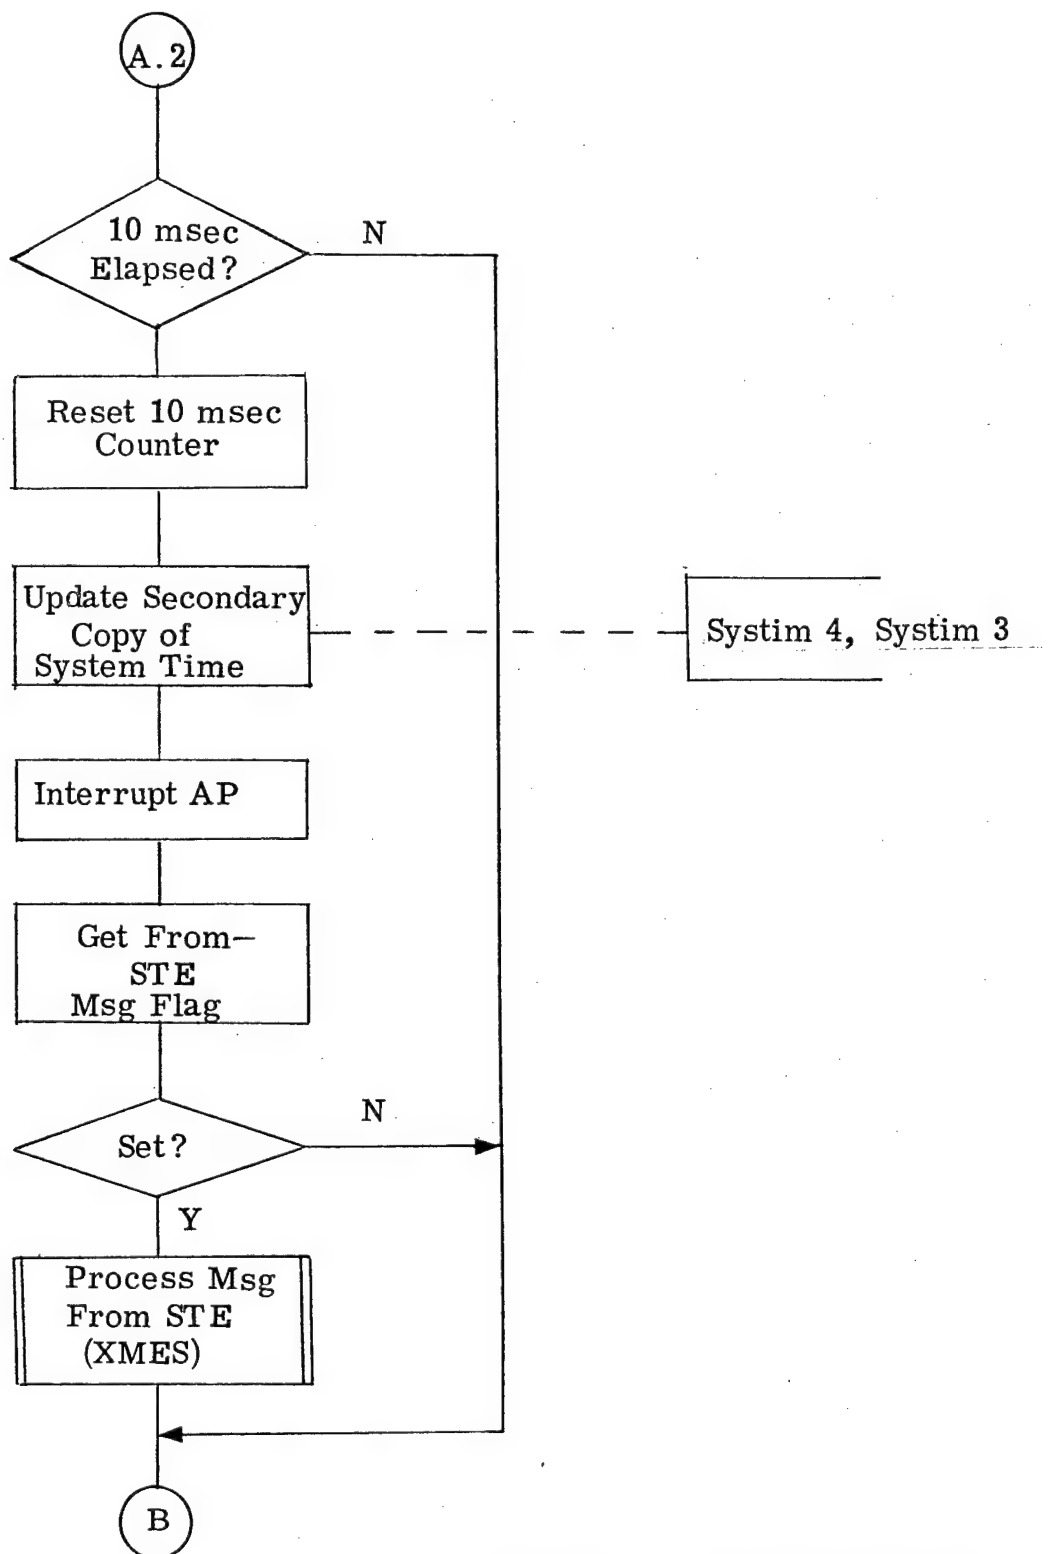 A.2
10 msec
Elapsed?
N
Reset 10 msec
Counter
Update Secondary
Copy of
System Time
Systim 4, Systim 3
Interrupt AP
Get From-
STE
Msg Flag
Set?
N
Y
Process Msg
From STE
(XMES)
B